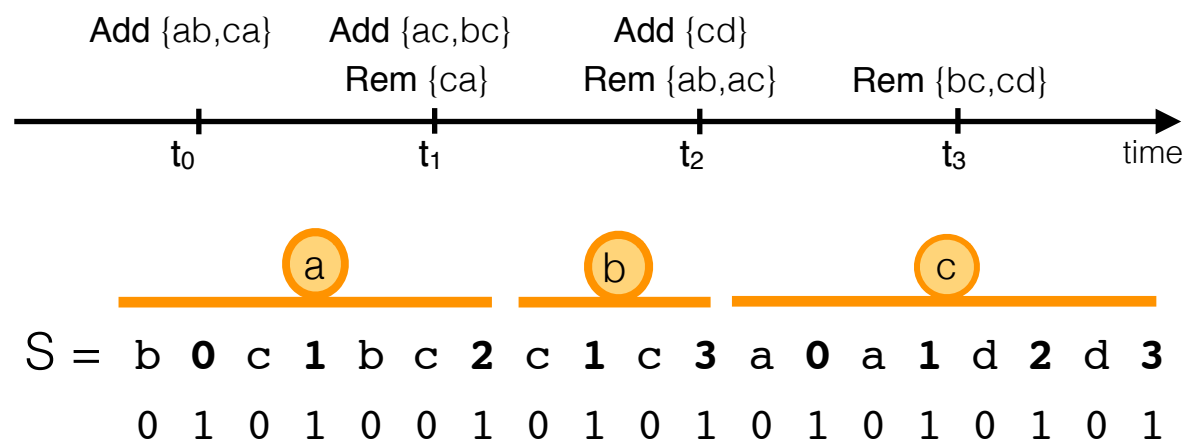 Add {ab,ca} Add {ac,bc} Add {cd}
Rem {ca} Rem {ab,ac} Rem {bc,cd}
t₀ t₁ t₂ t₃ time
a b c
S = b 0 c 1 b c 2 c 1 c 3 a 0 a 1 d 2 d 3
0 1 0 1 0 0 1 0 1 0 1 0 1 0 1 0 1 0 1